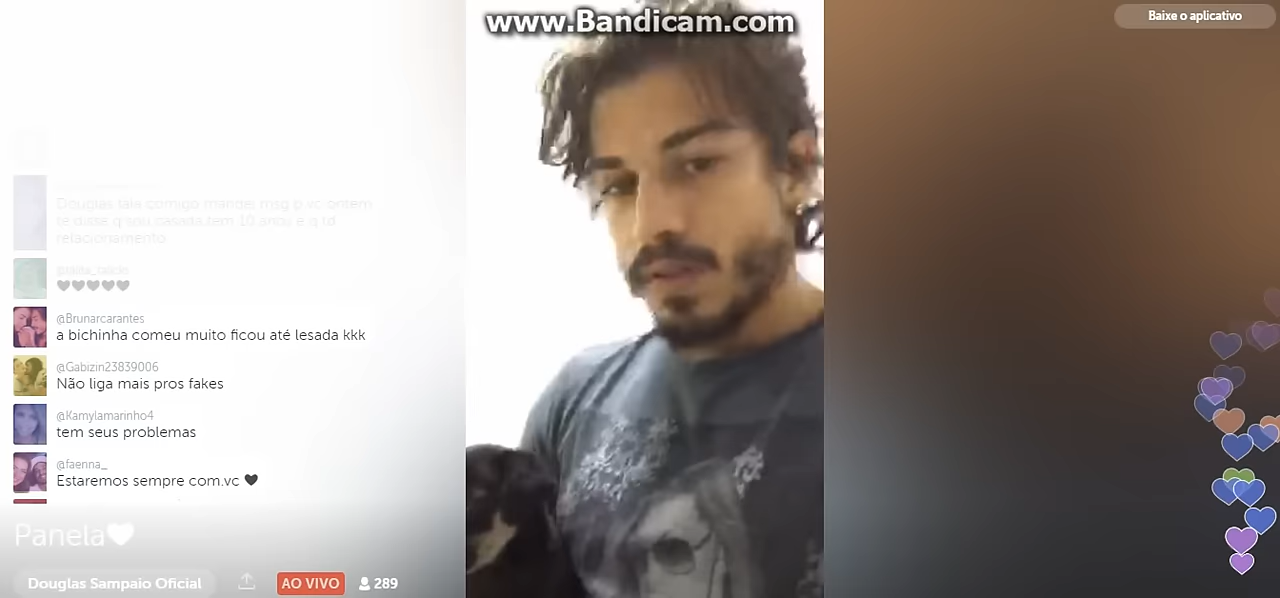 www.Bandicam.com
Baixe o aplicativo
Douglas fala comigo mandei msg p vc ontem
te disse q sou casada tem 10 anou e q td
relacionamento
@Brunarcarantes
a bichinha comeu muito ficou até lesada kkk
@Gabizin23839006
Não liga mais pros fakes
@Kamylamarinho4
tem seus problemas
@faenna_
Estaremos sempre com.vc 🖤
Panela🤍
Douglas Sampaio Oficial
AO VIVO
289